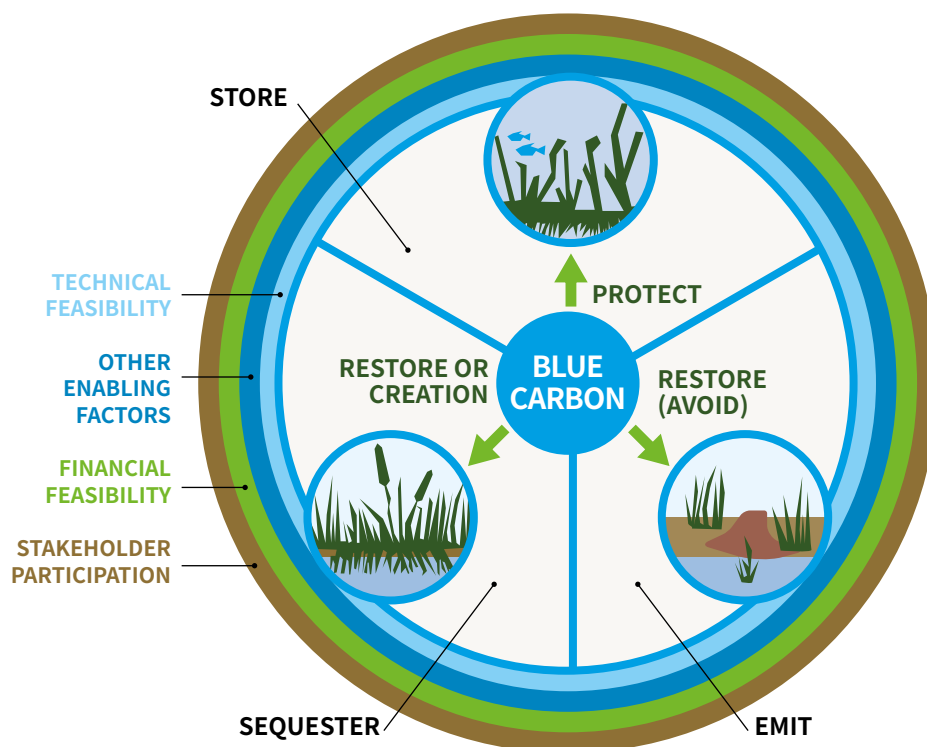 STORE
TECHNICAL
FEASIBILITY
PROTECT
OTHER
ENABLING
FACTORS
RESTORE OR
CREATION
BLUE
CARBON
RESTORE
(AVOID)
FINANCIAL
FEASIBILITY
STAKEHOLDER
PARTICIPATION
SEQUESTER
EMIT